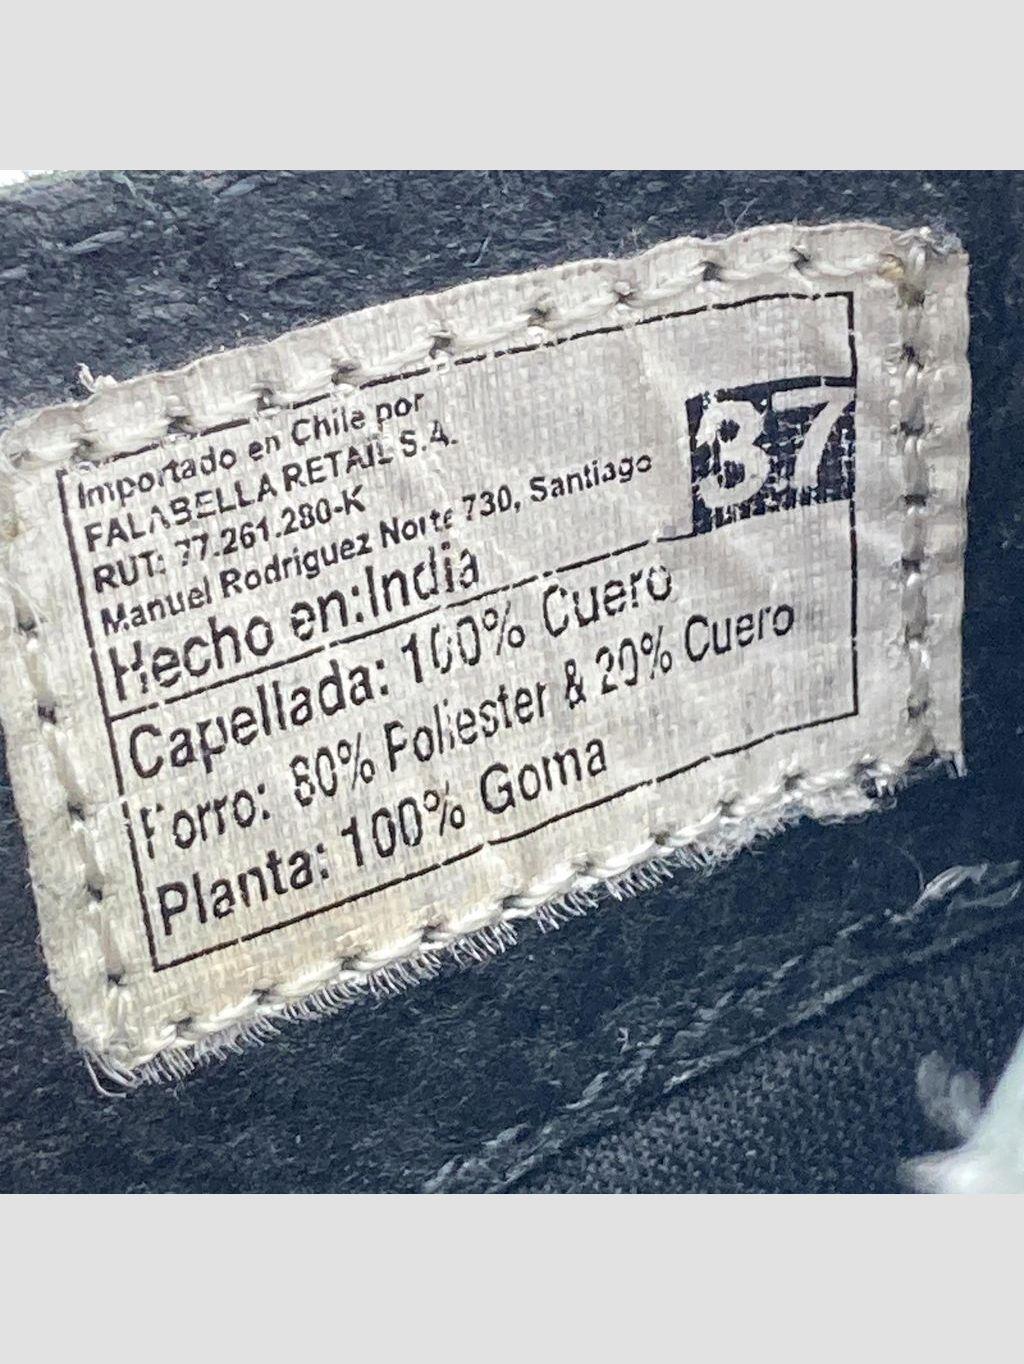 Importado en Chile por
FALABELLA RETAIL S.A.
RUT: 77.261.280-K
Manuel Rodriguez Norte 730, Santiago
37
Hecho en:India
Capellada: 100% Cuero
Forro: 80% Poliester & 20% Cuero
Planta: 100% Goma